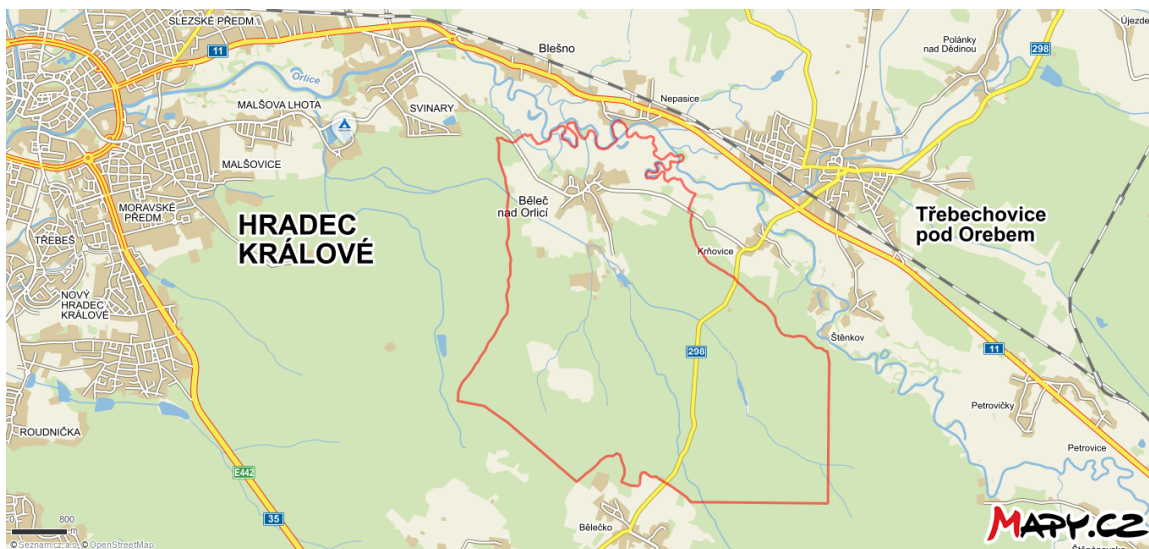 SLEZSKÉ PŘEDM.
Újezd
Polánky
nad Dědinou
Blešno
11
298
Orlice
Nepasice
MALŠOVA LHOTA
SVINARY
MALŠOVICE
Běleč
nad Orlicí
MORAVSKÉ
PŘEDM.
HRADEC
KRÁLOVÉ
Třebechovice
pod Orebem
TŘEBEŠ
Krňovice
NOVÝ
HRADEC
KRÁLOVÉ
Štěnkov
298
11
Petrovičky
ROUDNIČKA
Petrovice
E442
35
Bělečko
0 800
m
MAPY.CZ
© Seznam.cz, a.s., © OpenStreetMap